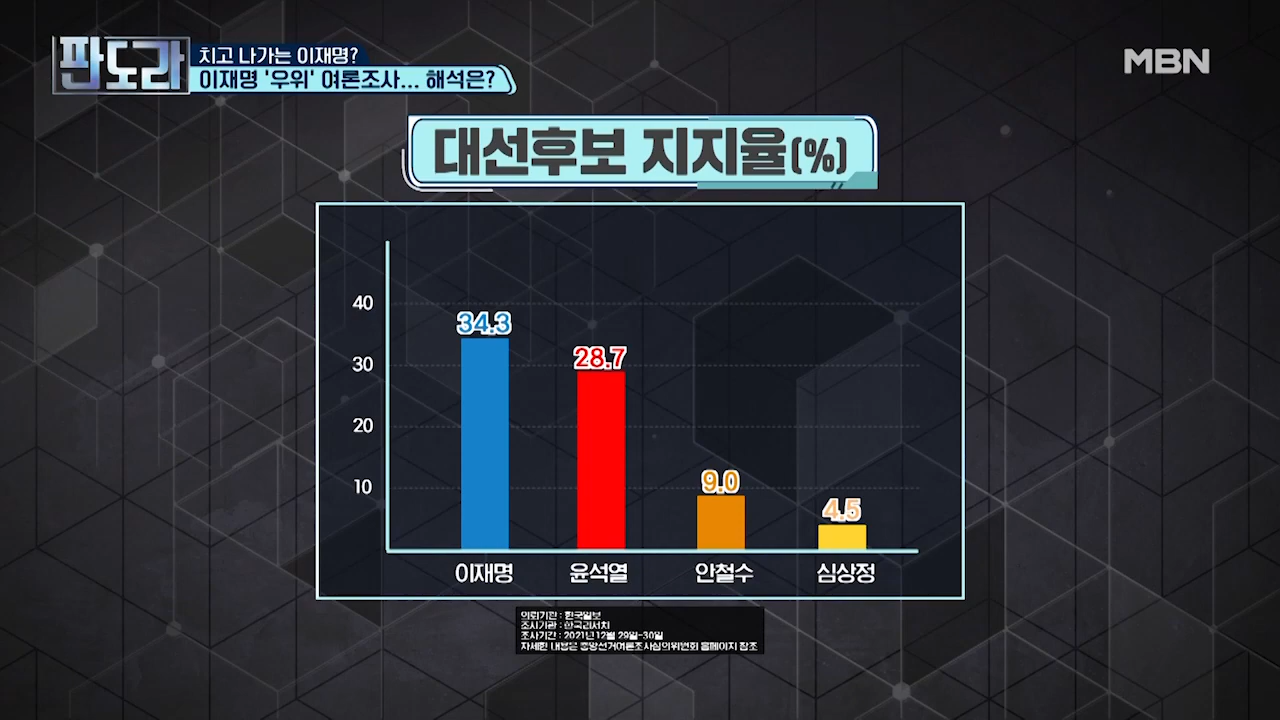 판도라
치고 나가는 이재명?
이재명 '우위' 여론조사... 해석은?
MBN
대선후보 지지율(%)
40
30
20
10
34.3
28.7
9.0
4.5
이재명 윤석열 안철수 심상정
의뢰기관 : 한국일보
조사기관 : 한국리서치
조사기간 : 2021년 12월 29일-30일
자세한 내용은 중앙선거여론조사심의위원회 홈페이지 참조